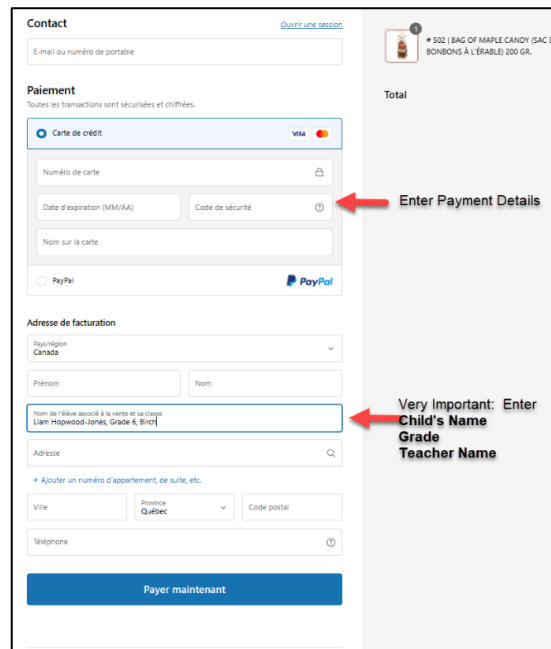 Contact
Ouvrir une session
E-mail ou numéro de portable
Paiement
Toutes les transactions sont sécurisées et chiffrées.
Carte de crédit
VISA
Numéro de carte
Date d'expiration (MM/AA)
Code de sécurité
Nom sur la carte
PayPal
PayPal
Adresse de facturation
Pays/région
Canada
Prénom
Nom
Nom de l'élève associé à la vente et sa classe.
Liam Hopwood-Jones, Grade 6, Birch
Adresse
+ Ajouter un numéro d'appartement, de suite, etc.
Ville
Province
Québec
Code postal
Téléphone
Payer maintenant
1
# 502 | BAG OF MAPLE CANDY (SAC D
BONBONS À L'ÉRABLE) 200 GR.
Total
Enter Payment Details
Very Important: Enter
Child's Name
Grade
Teacher Name